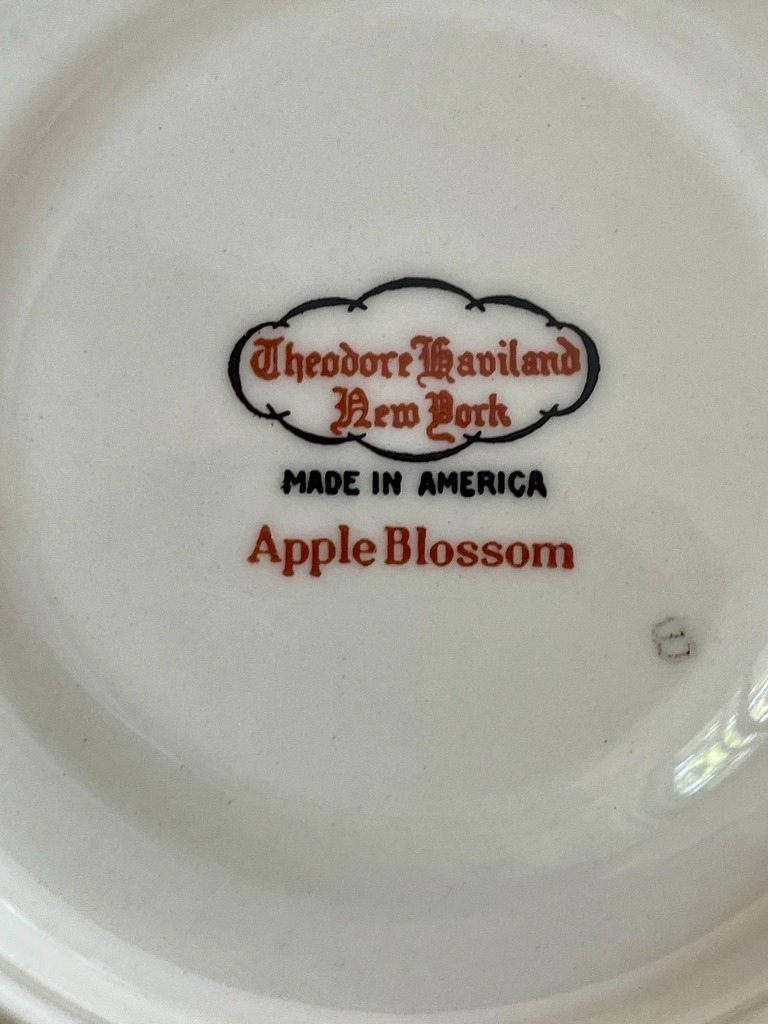 Theodore Haviland
New York
MADE IN AMERICA
Apple Blossom